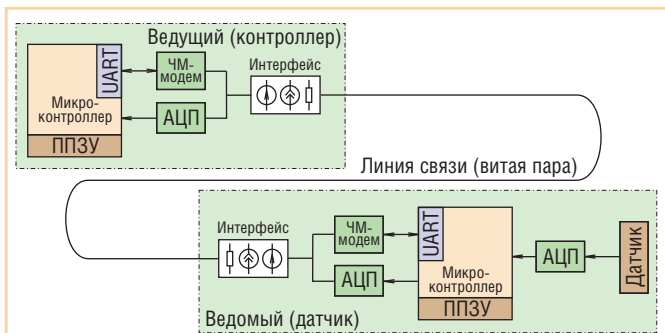 Ведущий (контроллер)
UART
ЧМ-
модем
Интерфейс
Микро-
контроллер
АЦП
ППЗУ
Линия связи (витая пара)
Интерфейс
ЧМ-
модем
UART
АЦП
Микро-
контроллер
АЦП
Датчик
ППЗУ
Ведомый (датчик)